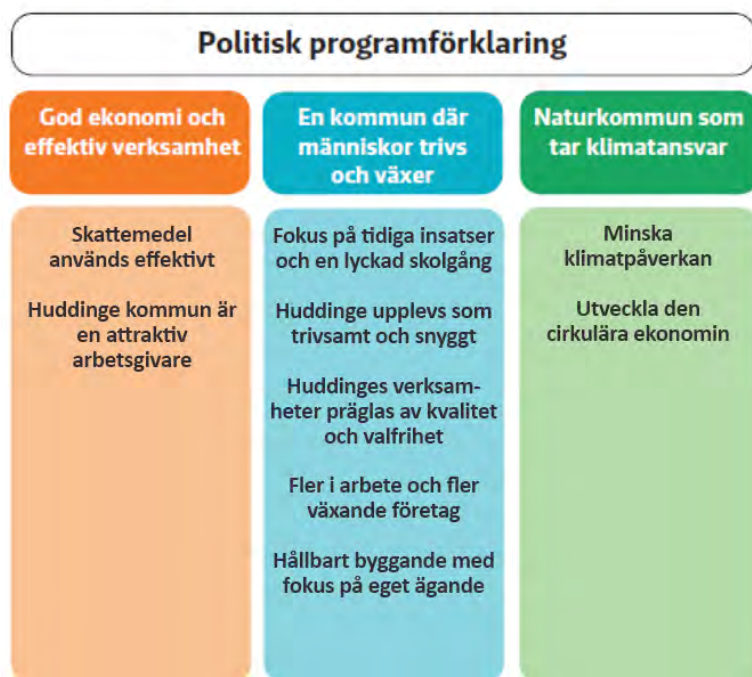 Politisk programförklaring
God ekonomi och
effektiv verksamhet
Skattemedel
används effektivt
Huddinge kommun är
en attraktiv
arbetsgivare
En kommun där
människor trivs
och växer
Fokus på tidiga insatser
och en lyckad skolgång
Huddinge upplevs som
trivsamt och snyggt
Huddinges verksam-
heter präglas av kvalitet
och valfrihet
Fler i arbete och fler
växande företag
Hållbart byggande med
fokus på eget ägande
Naturkommun som
tar klimatansvar
Minska
klimatpåverkan
Utveckla den
cirkulära ekonomin